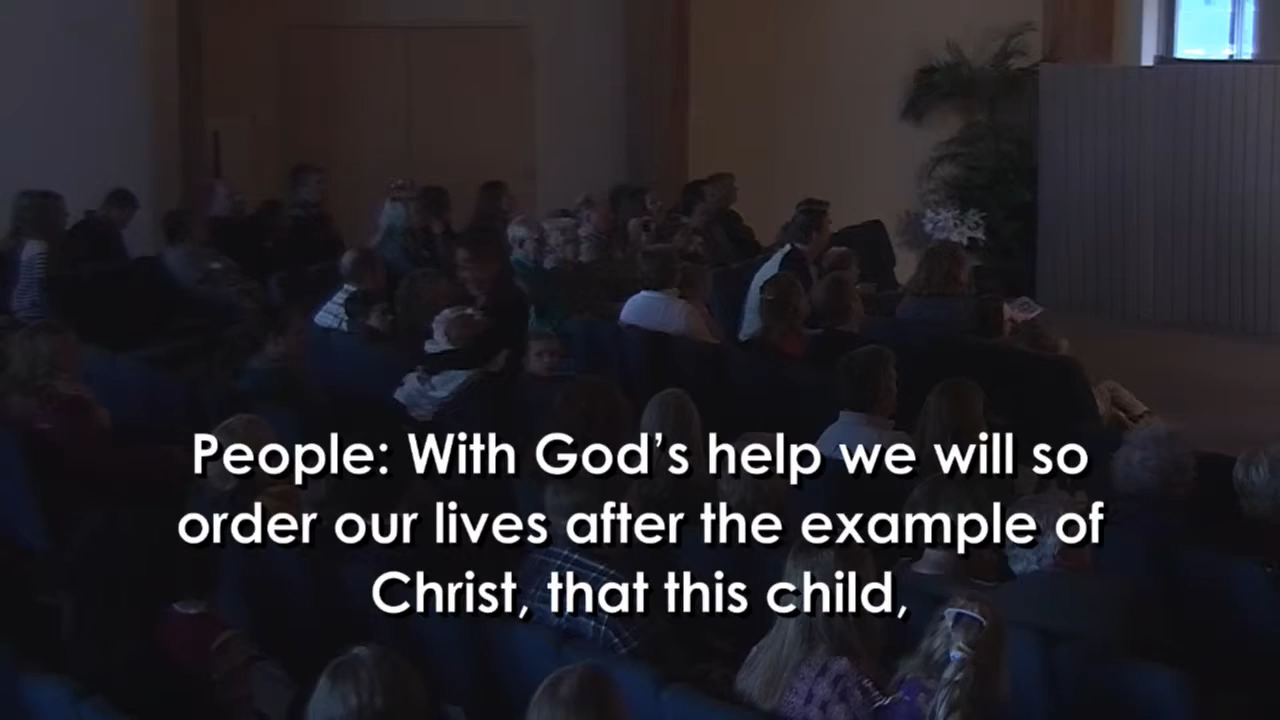 People: With God’s help we will so
order our lives after the example of
Christ, that this child,